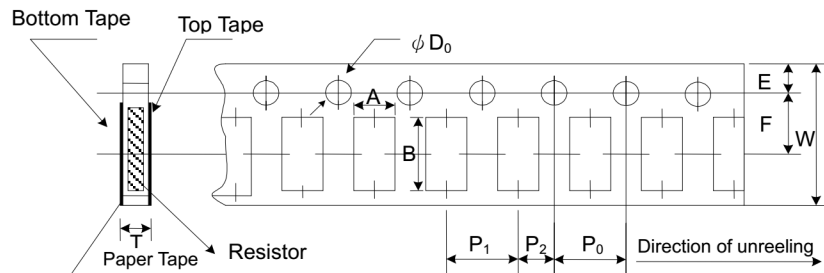 Bottom Tape
Top Tape
ψ D₀
E
A
F
W
B
T
P₁
P₂
P₀
Direction of unreeling
Resistor
Paper Tape